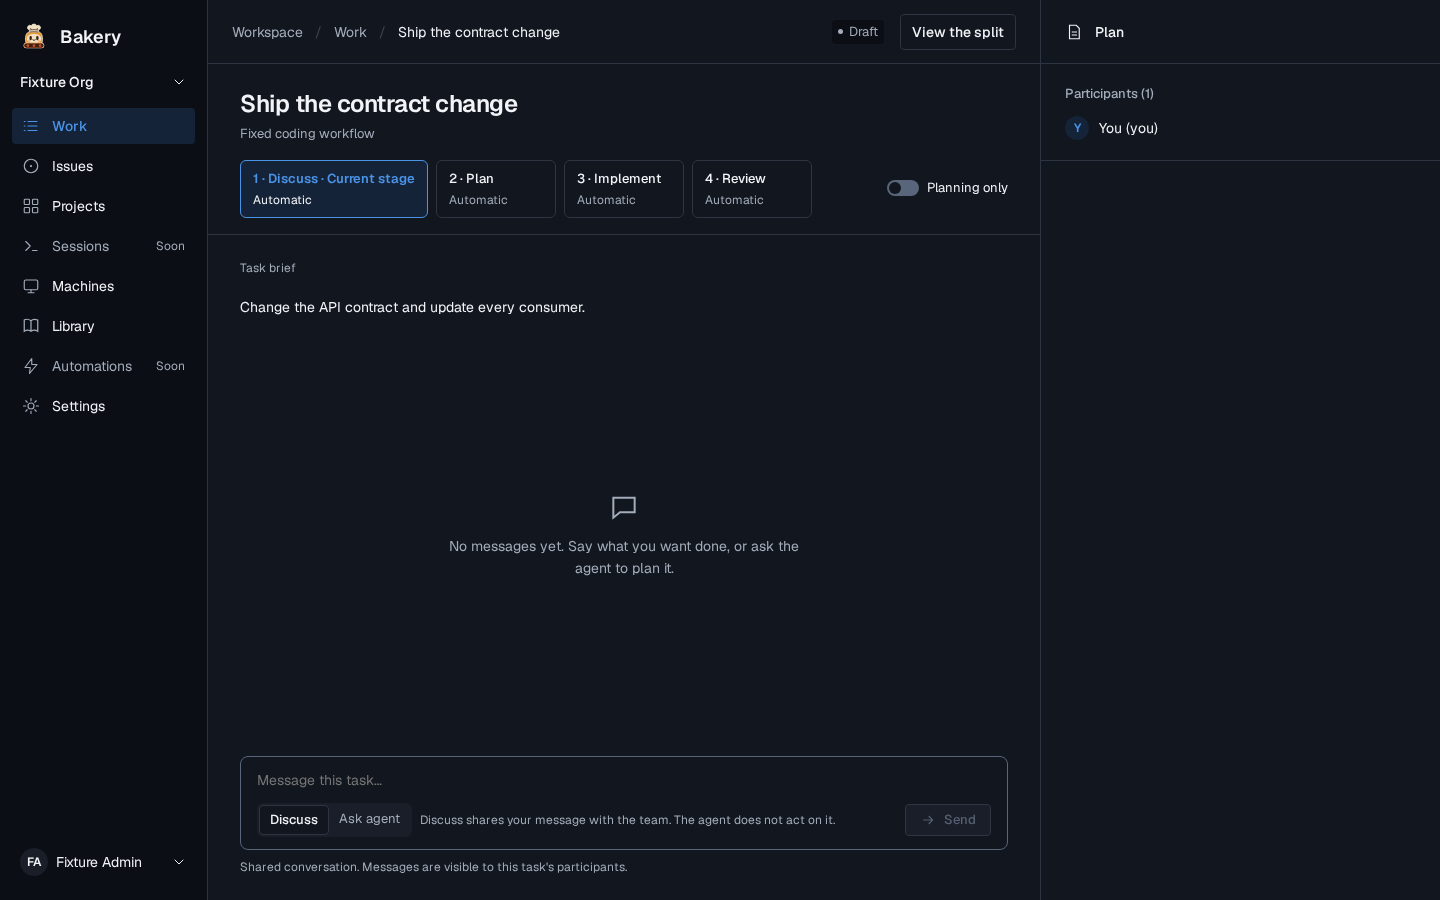 Bakery
Fixture Org
Work
Issues
Projects
Sessions Soon
Machines
Library
Automations Soon
Settings
FA Fixture Admin
Workspace / Work / Ship the contract change
Draft
View the split
Ship the contract change
Fixed coding workflow
1 · Discuss · Current stage
Automatic
2 · Plan
Automatic
3 · Implement
Automatic
4 · Review
Automatic
Planning only
Task brief
Change the API contract and update every consumer.
No messages yet. Say what you want done, or ask the
agent to plan it.
Message this task...
Discuss Ask agent Discuss shares your message with the team. The agent does not act on it. Send
Shared conversation. Messages are visible to this task's participants.
Plan
Participants (1)
Y You (you)